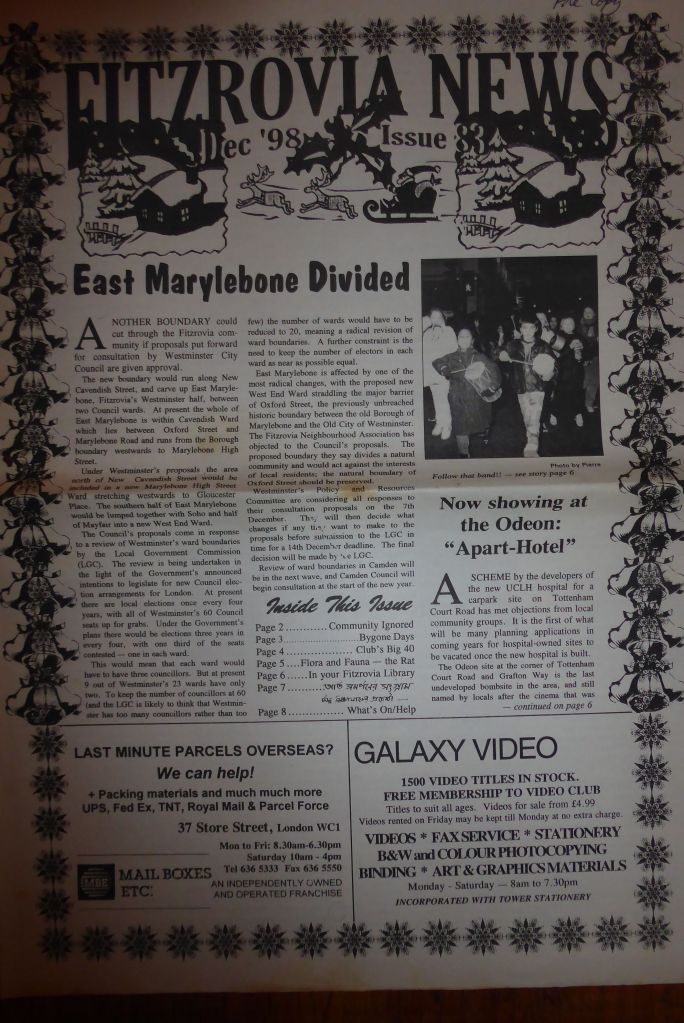 File Copy
FITZROVIA NEWS
Dec '98 Issue 83
East Marylebone Divided
ANOTHER BOUNDARY could
cut through the Fitzrovia com-
munity if proposals put forward
for consultation by Westminster City
Council are given approval.
The new boundary would run along New
Cavendish Street, and carve up East Maryle-
bone, Fitzrovia's Westminster half, between
two Council wards. At present the whole of
East Marylebone is within Cavendish Ward
which lies between Oxford Street and
Marylebone Road and runs from the Borough
boundary westwards to Marylebone High
Street.
Under Westminster's proposals the area
north of New Cavendish Street would be
included in a new Marylebone High Street
Ward stretching westwards to Gloucester
Place. The southern half of East Marylebone
would be lumped together with Soho and half
of Mayfair into a new West End Ward.
The Council's proposals come in response
to a review of Westminster's ward boundaries
by the Local Government Commission
(LGC). The review is being undertaken in
the light of the Government's announced
intentions to legislate for new Council elec-
tion arrangements for London. At present
there are local elections once every four
years, with all of Westminster's 60 Council
seats up for grabs. Under the Government's
plans there would be elections three years in
every four, with one third of the seats
contested — one in each ward.
This would mean that each ward would
have to have three councillors. But at present
9 out of Westminster's 23 wards have only
two. To keep the number of councillors at 60
(and the LGC is likely to think that Westmin-
ster has too many councillors rather than too
few) the number of wards would have to be
reduced to 20, meaning a radical revision of
ward boundaries. A further constraint is the
need to keep the number of electors in each
ward as near as possible equal.
East Marylebone is affected by one of the
most radical changes, with the proposed new
West End Ward straddling the major barrier
of Oxford Street, the previously unbreached
historic boundary between the old Borough of
Marylebone and the Old City of Westminster.
The Fitzrovia Neighbourhood Association has
objected to the Council's proposals. The
proposed boundary they say divides a natural
community and would act against the interests
of local residents; the natural boundary of
Oxford Street should be preserved.
Westminster's Policy and Resources
Committee are considering all responses to
their consultation proposals on the 7th
December. They will then decide what
changes if any they want to make to the
proposals before submission to the LGC in
time for a 14th December deadline. The final
decision will be made by the LGC.
Review of ward boundaries in Camden will
be in the next wave, and Camden Council will
begin consultation at the start of the new year.
Inside This Issue
Page 2 ........... Community Ignored
Page 3 ................... Bygone Days
Page 4 .................. Club's Big 40
Page 5 .... Flora and Fauna — the Rat
Page 6 ........ In your Fitzrovia Library
Page 7 .........
Page 8 .............. What's On/Help
Photo by Pierre
Follow that band!! — see story page 6
Now showing at
the Odeon:
“Apart-Hotel”
A SCHEME by the developers of
the new UCLH hospital for a
carpark site on Tottenham
Court Road has met objections from local
community groups. It is the first of what
will be many planning applications in
coming years for hospital-owned sites to
be vacated once the new hospital is built.
The Odeon site at the corner of Tottenham
Court Road and Grafton Way is the last
undeveloped bombsite in the area, and still
named by locals after the cinema that was
— continued on page 6
LAST MINUTE PARCELS OVERSEAS?
We can help!
+ Packing materials and much much more
UPS, Fed Ex, TNT, Royal Mail & Parcel Force
37 Store Street, London WC1
Mon to Fri: 8.30am-6.30pm
Saturday 10am - 4pm
Tel 636 5333 Fax 636 5550
MBE
MAIL BOXES
ETC.
AN INDEPENDENTLY OWNED
AND OPERATED FRANCHISE
GALAXY VIDEO
1500 VIDEO TITLES IN STOCK.
FREE MEMBERSHIP TO VIDEO CLUB
Titles to suit all ages. Videos for sale from £4.99
Videos rented on Friday may be kept till Monday at no extra charge.
VIDEOS * FAX SERVICE * STATIONERY
B&W and COLOUR PHOTOCOPYING
BINDING * ART & GRAPHICS MATERIALS
Monday - Saturday — 8am to 7.30pm
INCORPORATED WITH TOWER STATIONERY